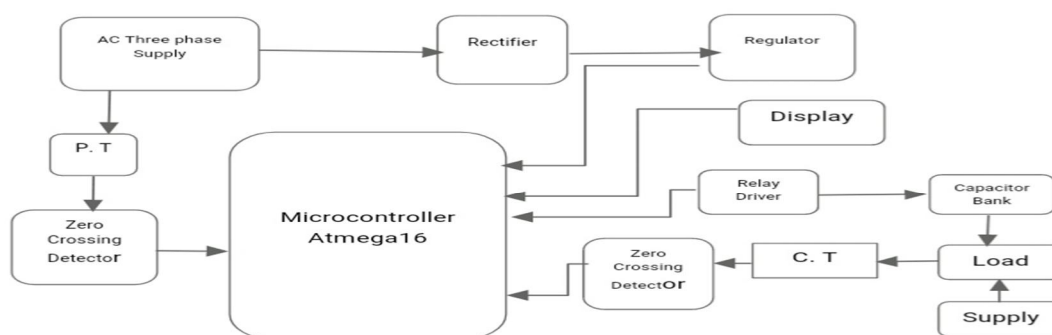 AC Three phase
Supply
Rectifier
Regulator
Display
P. T
Relay
Driver
Capacitor
Bank
Microcontroller
Atmega16
Zero
Crossing
Detector
Zero
Crossing
Detector
C. T
Load
Supply